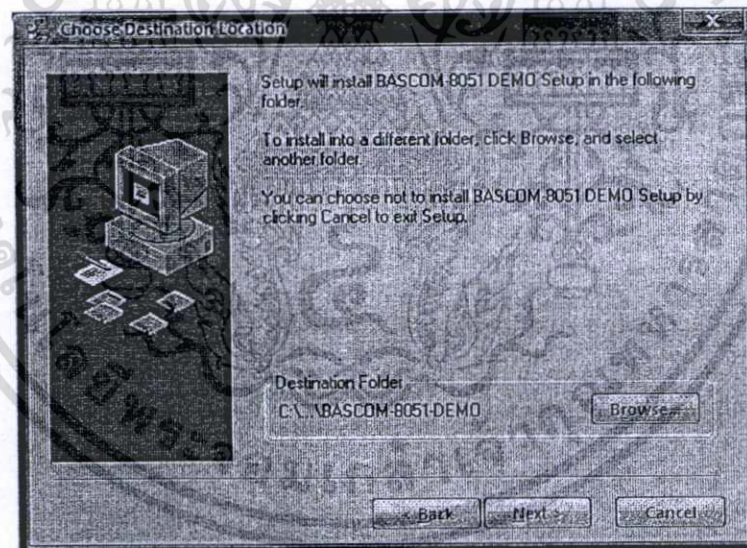 Choose Destination Location
Setup will install BASCOM-8051 DEMO Setup in the following
folder.
To install into a different folder, click Browse, and select
another folder.
You can choose not to install BASCOM-8051 DEMO Setup by
clicking Cancel to exit Setup.
Destination Folder
C:\...\BASCOM-8051-DEMO
Browse...
< Back
Next >
Cancel